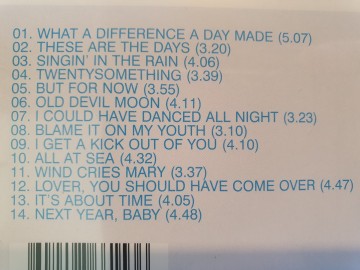 01. WHAT A DIFFERENCE A DAY MADE (5.07)
02. THESE ARE THE DAYS (3.20)
03. SINGIN' IN THE RAIN (4.06)
04. TWENTYSOMETHING (3.39)
05. BUT FOR NOW (3.55)
06. OLD DEVIL MOON (4.11)
07. I COULD HAVE DANCED ALL NIGHT (3.23)
08. BLAME IT ON MY YOUTH (3.10)
09. I GET A KICK OUT OF YOU (4.10)
10. ALL AT SEA (4.32)
11. WIND CRIES MARY (3.37)
12. LOVER, YOU SHOULD HAVE COME OVER (4.47)
13. IT'S ABOUT TIME (4.05)
14. NEXT YEAR, BABY (4.48)